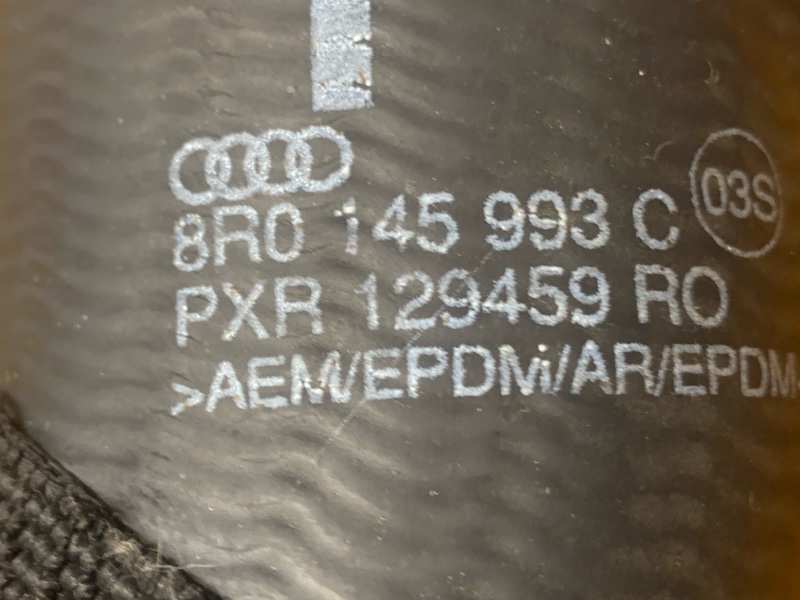 03S
8R0 145 993 C
PXR 129459 RO
>AEM/EPDM/AR/EPDM